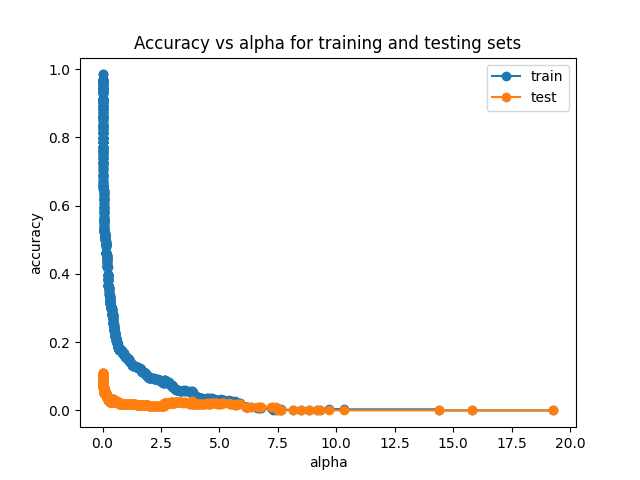 Accuracy vs alpha for training and testing sets
train
test
1.0
0.8
0.6
0.4
0.2
0.0
accuracy
0.0 2.5 5.0 7.5 10.0 12.5 15.0 17.5 20.0
alpha